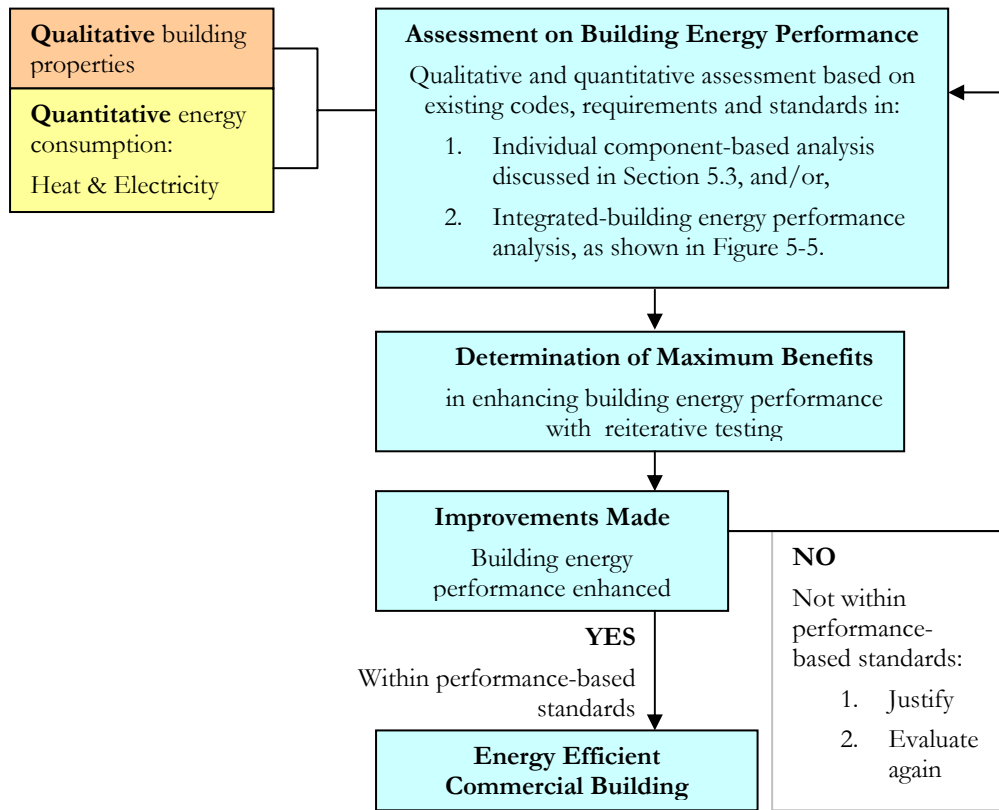 Qualitative building
properties
Quantitative energy
consumption:
Heat & Electricity
Assessment on Building Energy Performance
Qualitative and quantitative assessment based on
existing codes, requirements and standards in:
1. Individual component-based analysis
discussed in Section 5.3, and/or,
2. Integrated-building energy performance
analysis, as shown in Figure 5-5.
Determination of Maximum Benefits
in enhancing building energy performance
with reiterative testing
Improvements Made
Building energy
performance enhanced
NO
Not within
performance-
based standards:
1. Justify
2. Evaluate
again
YES
Within performance-based
standards
Energy Efficient
Commercial Building